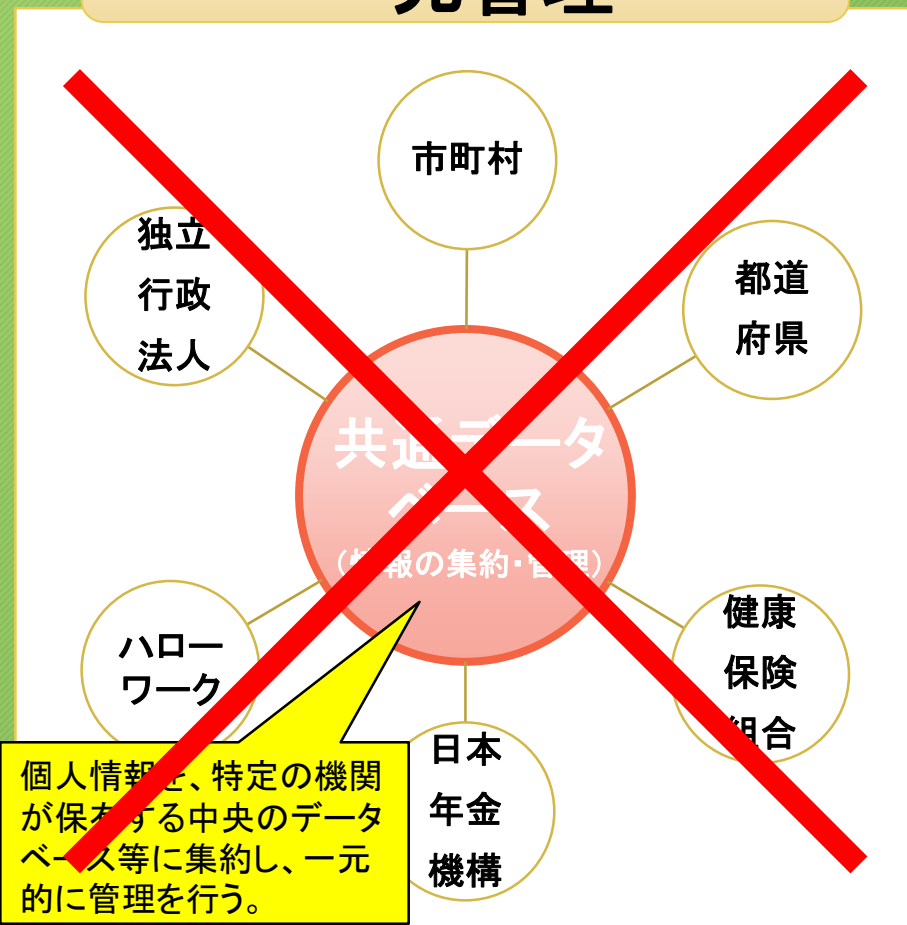 元管理
市町村
独立
行政
法人
都道
府県
共通データ
ベース
(情報の集約・管理)
ハロー
ワーク
健康
保険
組合
日本
年金
機構
個人情報を、特定の機関
が保有する中央のデータ
ベース等に集約し、一元
的に管理を行う。